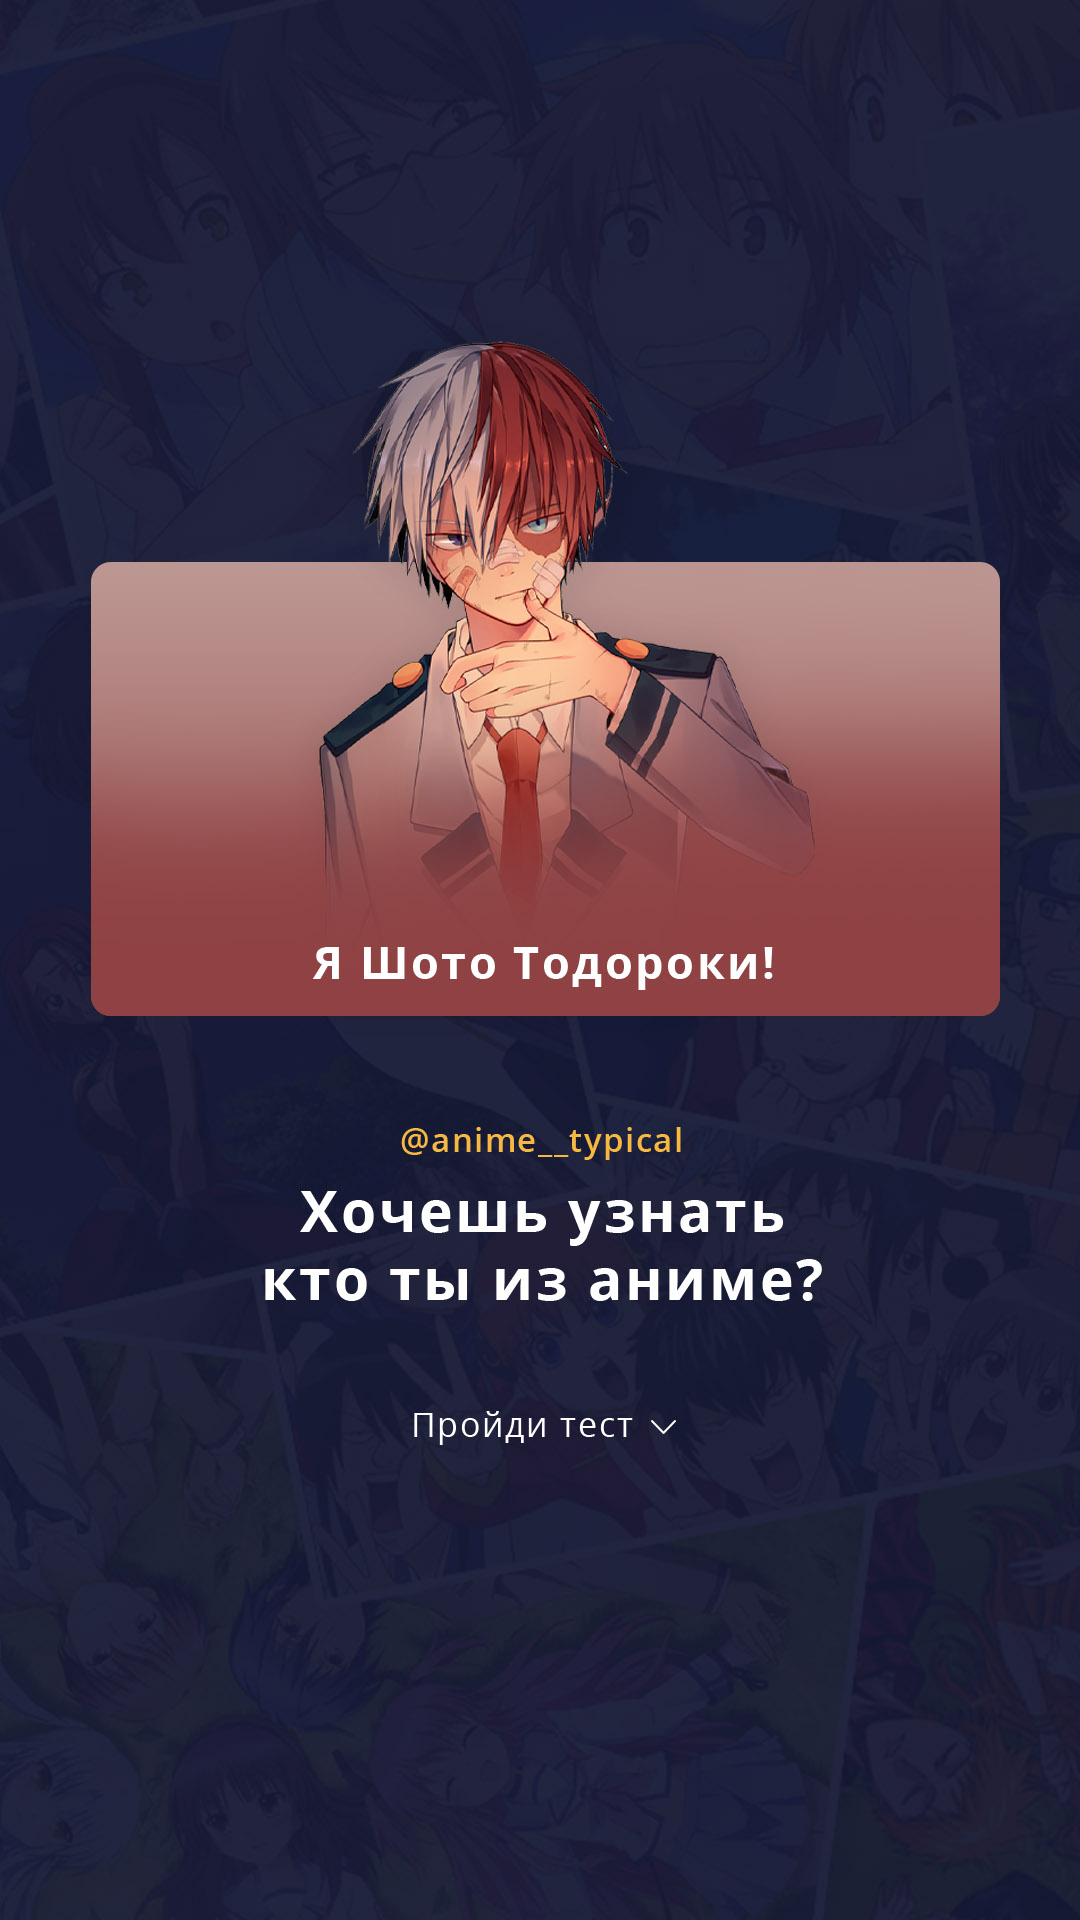 Я Шото Тодороки!
@anime__typical
Хочешь узнать
кто ты из аниме?
Пройди тест